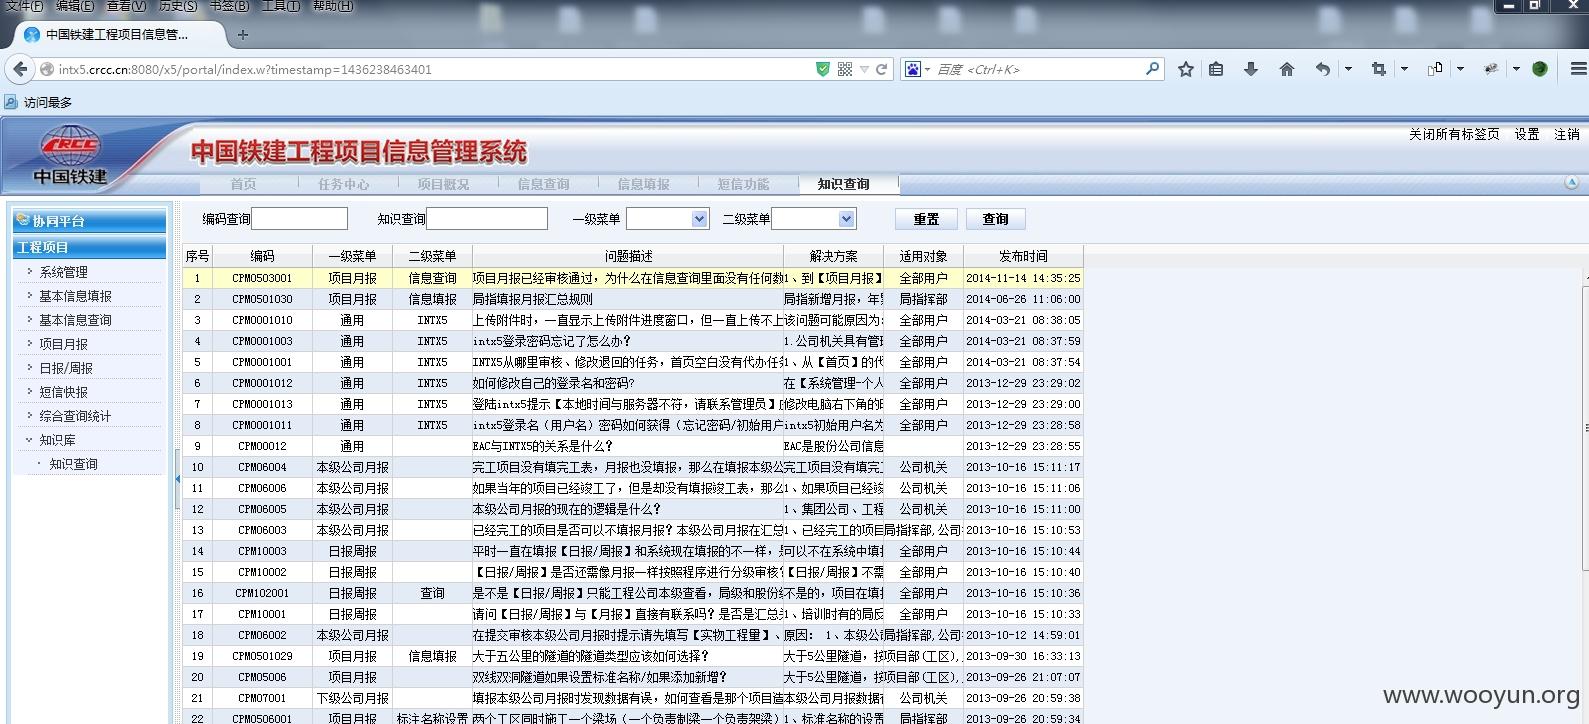 文件(F) 编辑(E) 查看(V) 历史(S) 书签(B) 工具(T) 帮助(H)
中国铁建工程项目信息管...
intx5.crcc.cn:8080/x5/portal/index.w?timestamp=1436238463401
百度 <Ctrl+K>
访问最多
CRCC
中国铁建
中国铁建工程项目信息管理系统
关闭所有标签页 设置 注销
首页 任务中心 项目概况 信息查询 信息填报 短信功能 知识查询
协同平台
工程项目
系统管理
基本信息填报
基本信息查询
项目月报
日报/周报
短信快报
综合查询统计
知识库
知识查询
编码查询 知识查询 一级菜单 二级菜单 重置 查询
序号 编码 一级菜单 二级菜单 问题描述 解决方案 适用对象 发布时间
1 CPM0503001 项目月报 信息查询 项目月报已经审核通过，为什么在信息查询里面没有任何数 1、到【项目月报】 全部用户 2014-11-14 14:35:25
2 CPM0501030 项目月报 信息填报 局指填报月报汇总规则 局指新增月报，年 局指挥部 2014-06-26 11:06:00
3 CPM0001010 通用 INTX5 上传附件时，一直显示上传附件进度窗口，但一直上传不上 该问题可能原因为 全部用户 2014-03-21 08:38:05
4 CPM0001003 通用 INTX5 intx5登录密码忘记了怎么办？ 1.公司机关具有管 全部用户 2014-03-21 08:37:59
5 CPM0001001 通用 INTX5 INTX5从哪里审核、修改退回的任务，首页空白没有代办任 1、从【首页】的代 全部用户 2014-03-21 08:37:54
6 CPM0001012 通用 INTX5 如何修改自己的登录名和密码? 在【系统管理-个人 全部用户 2013-12-29 23:29:02
7 CPM0001013 通用 INTX5 登陆intx5提示【本地时间与服务器不符，请联系管理员】 修改电脑右下角的 全部用户 2013-12-29 23:29:00
8 CPM0001011 通用 INTX5 intx5登录名（用户名）密码如何获得（忘记密码/初始用户 intx5初始用户名为 全部用户 2013-12-29 23:28:58
9 CPM00012 通用 EAC与INTX5的关系是什么？ EAC是股份公司信息 全部用户 2013-12-29 23:28:55
10 CPM06004 本级公司月报 完工项目没有填完工表，月报也没填报，那么在填报本级公 完工项目没有填完 公司机关 2013-10-16 15:11:17
11 CPM06006 本级公司月报 如果当年的项目已经竣工了，但是却没有填报竣工表，那么 1、如果项目已经竣 公司机关 2013-10-16 15:11:06
12 CPM06005 本级公司月报 本级公司月报的现在的逻辑是什么？ 1、集团公司、工程 公司机关 2013-10-16 15:11:00
13 CPM06003 本级公司月报 已经完工的项目是否可以不填报月报？本级公司月报在汇总 1、已经完工的项目 局指挥部,公司 2013-10-16 15:10:53
14 CPM10003 日报周报 平时一直在填报【日报/周报】和系统现在填报的不一样， 可以不在系统中填 全部用户 2013-10-16 15:10:44
15 CPM10002 日报周报 【日报/周报】是否还需像月报一样按照程序进行分级审核？ 【日报/周报】不需 全部用户 2013-10-16 15:10:40
16 CPM102001 日报周报 查询 是不是【日报/周报】只能工程公司本级查看，局级和股份 不是的，项目在填 全部用户 2013-10-16 15:10:36
17 CPM10001 日报周报 请问【日报/周报】与【月报】直接有联系吗？是否是汇总 1、培训时有的局反 全部用户 2013-10-16 15:10:33
18 CPM06002 本级公司月报 在提交审核本级公司月报时提示请先填写【实物工程量】、 原因： 1、本级公 局指挥部,公司 2013-10-12 14:59:01
19 CPM0501029 项目月报 信息填报 大于五公里的隧道的隧道类型应该如何选择？ 大于5公里隧道， 项目部(工区), 2013-09-30 16:33:13
20 CPM05006 项目月报 双线双洞隧道如果设置标准名称/如果添加新增？ 大于5公里隧道， 项目部(工区), 2013-09-26 21:07:07
21 CPM07001 下级公司月报 填报本级公司月报时发现数据有误，如何查看是那个项目造 本级公司月报数据 公司机关 2013-09-26 20:59:38
22 CPM0506001 项目月报 标注名称设置 两个工区同时施工一个梁场（一个负责制梁一个负责架梁） 1、标准名称的设置 局指挥部 2013-09-26 20:59:34
www.wooyun.org